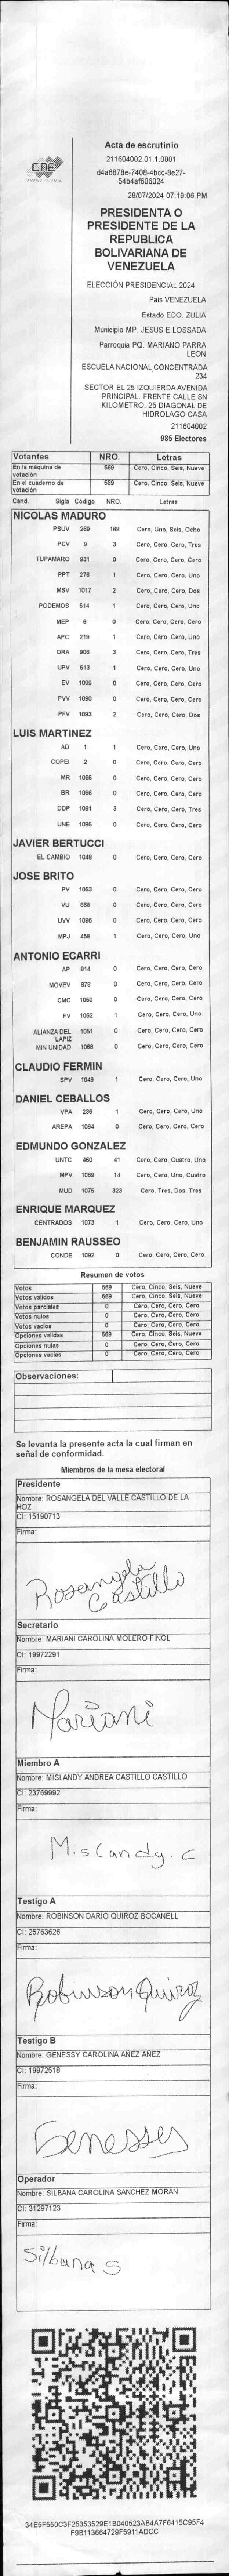 CNE
Acta de escrutinio
211604002.01.1.0001
d4a6878e-7408-4bcc-8e27-
54b4af606024
28/07/2024 07:19:06 PM
PRESIDENTA O
PRESIDENTE DE LA
REPUBLICA
BOLIVARIANA DE
VENEZUELA
ELECCIÓN PRESIDENCIAL 2024
Pais VENEZUELA
Estado EDO. ZULIA
Municipio MP. JESUS E LOSSADA
Parroquia PQ. MARIANO PARRA
LEON
ESCUELA NACIONAL CONCENTRADA
234
SECTOR EL 25 IZQUIERDA AVENIDA
PRINCIPAL. FRENTE CALLE SN
KILOMETRO. 25 DIAGONAL DE
HIDROLAGO CASA
211604002
985 Electores
Votantes NRO. Letras
En la máquina de votación 569 Cero, Cinco, Seis, Nueve
En el cuaderno de votación 569 Cero, Cinco, Seis, Nueve
Cand. Sigla Código NRO. Letras
NICOLAS MADURO
PSUV 269 168 Cero, Uno, Seis, Ocho
PCV 9 3 Cero, Cero, Cero, Tres
TUPAMARO 931 0 Cero, Cero, Cero, Cero
PPT 276 1 Cero, Cero, Cero, Uno
MSV 1017 2 Cero, Cero, Cero, Dos
PODEMOS 514 1 Cero, Cero, Cero, Uno
MEP 6 0 Cero, Cero, Cero, Cero
APC 219 1 Cero, Cero, Cero, Uno
ORA 906 3 Cero, Cero, Cero, Tres
UPV 613 1 Cero, Cero, Cero, Uno
EV 1089 0 Cero, Cero, Cero, Cero
PVV 1090 0 Cero, Cero, Cero, Cero
PFV 1093 2 Cero, Cero, Cero, Dos
LUIS MARTINEZ
AD 1 1 Cero, Cero, Cero, Uno
COPEI 2 0 Cero, Cero, Cero, Cero
MR 1065 0 Cero, Cero, Cero, Cero
BR 1066 0 Cero, Cero, Cero, Cero
DDP 1091 3 Cero, Cero, Cero, Tres
UNE 1095 0 Cero, Cero, Cero, Cero
JAVIER BERTUCCI
EL CAMBIO 1048 0 Cero, Cero, Cero, Cero
JOSE BRITO
PV 1053 0 Cero, Cero, Cero, Cero
VU 868 0 Cero, Cero, Cero, Cero
UVV 1096 0 Cero, Cero, Cero, Cero
MPJ 458 1 Cero, Cero, Cero, Uno
ANTONIO ECARRI
AP 814 0 Cero, Cero, Cero, Cero
MOVEV 878 0 Cero, Cero, Cero, Cero
CMC 1050 0 Cero, Cero, Cero, Cero
FV 1062 1 Cero, Cero, Cero, Uno
ALIANZA DEL LAPIZ 1051 0 Cero, Cero, Cero, Cero
MIN UNIDAD 1068 0 Cero, Cero, Cero, Cero
CLAUDIO FERMIN
SPV 1049 1 Cero, Cero, Cero, Uno
DANIEL CEBALLOS
VPA 236 1 Cero, Cero, Cero, Uno
AREPA 1094 0 Cero, Cero, Cero, Cero
EDMUNDO GONZALEZ
UNTC 460 41 Cero, Cero, Cuatro, Uno
MPV 1069 14 Cero, Cero, Uno, Cuatro
MUD 1075 323 Cero, Tres, Dos, Tres
ENRIQUE MARQUEZ
CENTRADOS 1073 1 Cero, Cero, Cero, Uno
BENJAMIN RAUSSEO
CONDE 1092 0 Cero, Cero, Cero, Cero
Resumen de votos
Votos 569 Cero, Cinco, Seis, Nueve
Votos validos 569 Cero, Cinco, Seis, Nueve
Votos parciales 0 Cero, Cero, Cero, Cero
Votos nulos 0 Cero, Cero, Cero, Cero
Votos vacios 0 Cero, Cero, Cero, Cero
Opciones validas 569 Cero, Cinco, Seis, Nueve
Opciones nulas 0 Cero, Cero, Cero, Cero
Opciones vacias 0 Cero, Cero, Cero, Cero
Observaciones:
Se levanta la presente acta la cual firman en
señal de conformidad.
Miembros de la mesa electoral
Presidente
Nombre: ROSANGELA DEL VALLE CASTILLO DE LA
HOZ
CI: 15190713
Firma:
Rosangela
Castillo
Secretario
Nombre: MARIANI CAROLINA MOLERO FINOL
CI: 19972291
Firma:
Mariani
Miembro A
Nombre: MISLANDY ANDREA CASTILLO CASTILLO
CI: 23769992
Firma:
Mislandy. C
Testigo A
Nombre: ROBINSON DARIO QUIROZ BOCANELL
CI: 25763626
Firma:
Robinson Quiroz
Testigo B
Nombre: GENESSY CAROLINA AÑEZ AÑEZ
CI: 19972518
Firma:
Genessy
Operador
Nombre: SILBANA CAROLINA SANCHEZ MORAN
CI: 31297123
Firma:
Silbana S
34E5F550C3F25353529E1B040523AB4A7F6415C95F4
F9B113664729F5911ADCC